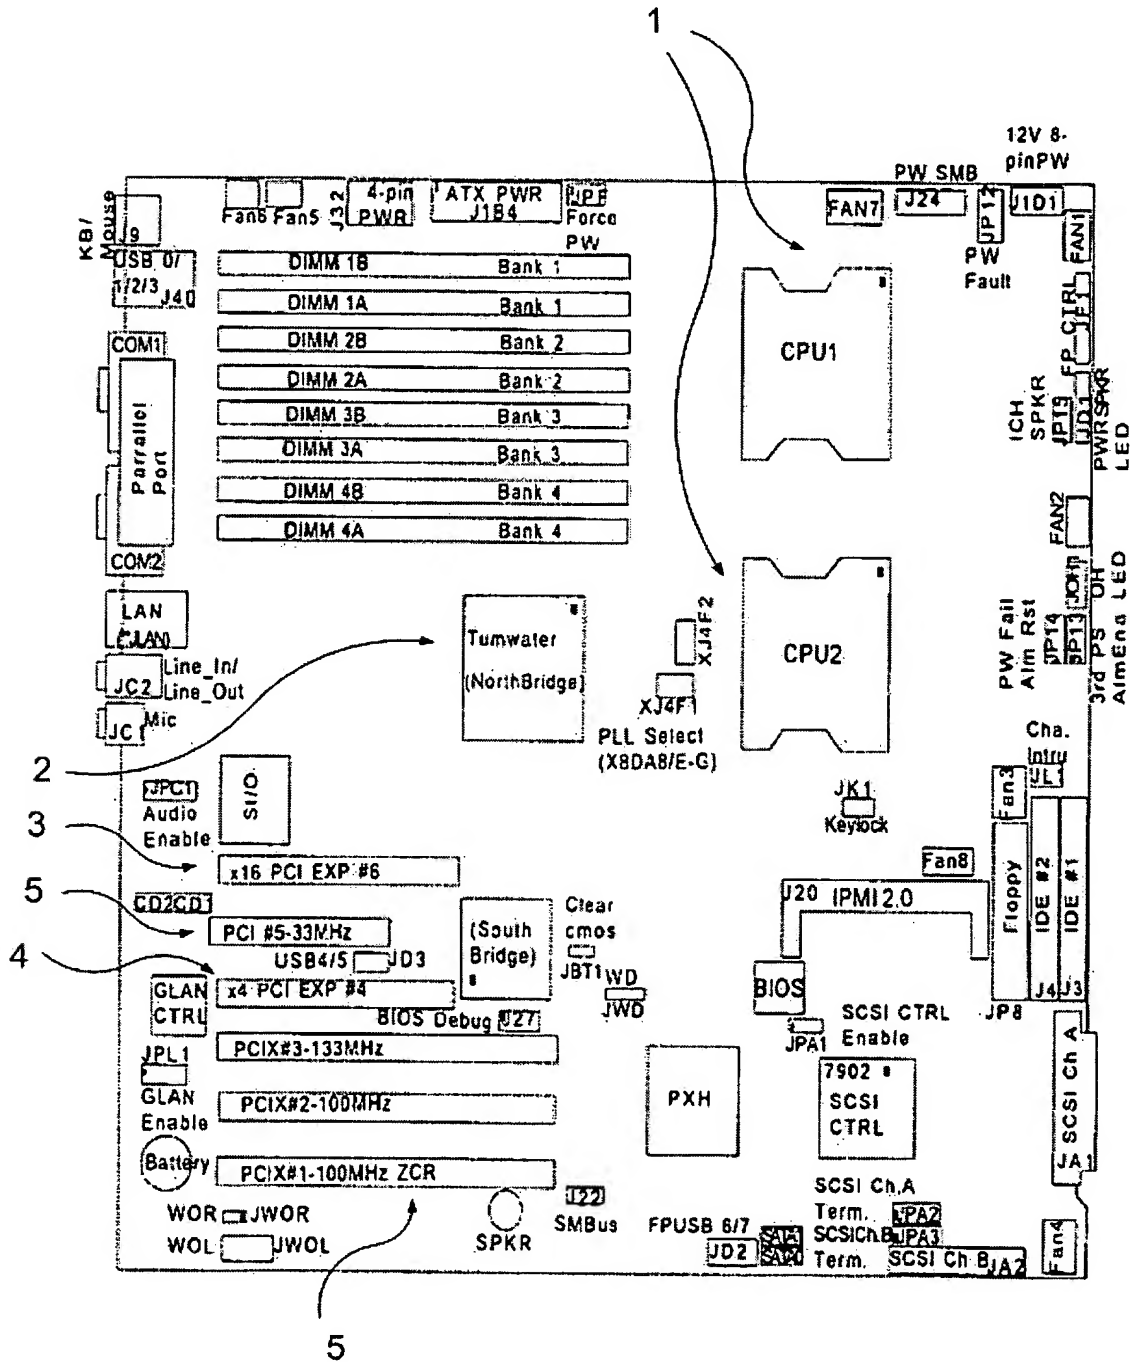 1
12V 8-
pinPW
PW SMB
KB/
Mouse
J9
Fan6 Fan5
J32
4-pin
PWR
ATX PWR
J1B4
JPF
Force
PW
FAN7
J24
JP12
PW
Fault
J1D1
FAN1
USB 0/
1/2/3
J40
DIMM 1B Bank 1
DIMM 1A Bank 1
DIMM 2B Bank 2
DIMM 2A Bank 2
DIMM 3B Bank 3
DIMM 3A Bank 3
DIMM 4B Bank 4
DIMM 4A Bank 4
CPU1
FP_CTRL
JF1
ICH
SPKR
JP19
JD1
PWRSPKR
LED
COM1
Parrallel
Port
COM2
FAN2
JOH1
OH
LED
LAN
(JLAN)
JC2
Line_In/
Line_Out
JC1
Mic
Tumwater
(NorthBridge)
XJ4F2
XJ4F1
PLL Select
(X8DA8/E-G)
CPU2
PW Fail
Alm Rst
JP14
JP13
3rd PS
AlmEna
Cha.
Intru
JL1
2
JPC1
Audio
Enable
SI/O
JK1
Keylock
Fan3
3
x16 PCI EXP #6
Fan8
Floppy
IDE #2
IDE #1
5
CD2CD1
PCI #5-33MHz
(South
Bridge)
Clear
cmos
JBT1
J20 IPMI 2.0
4
USB4/5 JD3
GLAN
CTRL
x4 PCI EXP #4
WD
JWD
BIOS
JP8
J4
J3
BIOS Debug J27
JPA1
SCSI CTRL
Enable
PCIX#3-133MHz
JPL1
GLAN
Enable
PCIX#2-100MHz
PXH
7902
SCSI
CTRL
SCSI Ch A
JA1
Battery
PCIX#1-100MHz ZCR
WOR JWOR
WOL JWOL
SPKR
J22
SMBus
FPUSB 6/7
JD2
SCSI Ch.A
Term. JPA2
SCSICh.B JPA3
Term.
SCSI Ch B JA2
Fan4
5